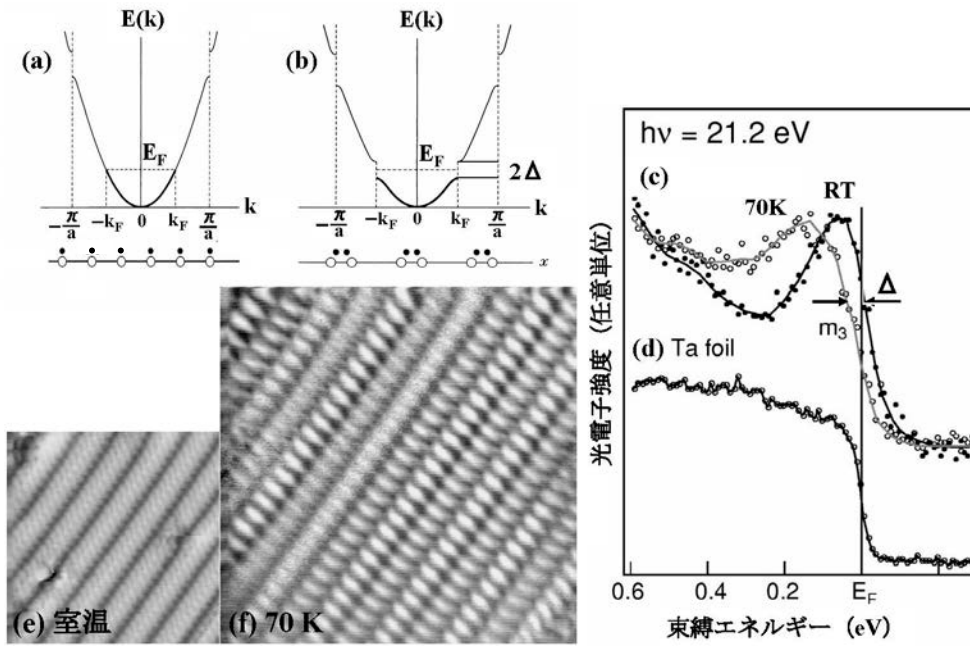 (a)
E(k)
E_F
k
-π/a
-k_F
0
k_F
π/a
(b)
E(k)
E_F
2Δ
k
-π/a
-k_F
0
k_F
π/a
x
(e) 室温
(f) 70 K
hν = 21.2 eV
(c)
70K
RT
Δ
m₃
(d) Ta foil
光電子強度 (任意単位)
0.6
0.4
0.2
E_F
束縛エネルギー (eV)